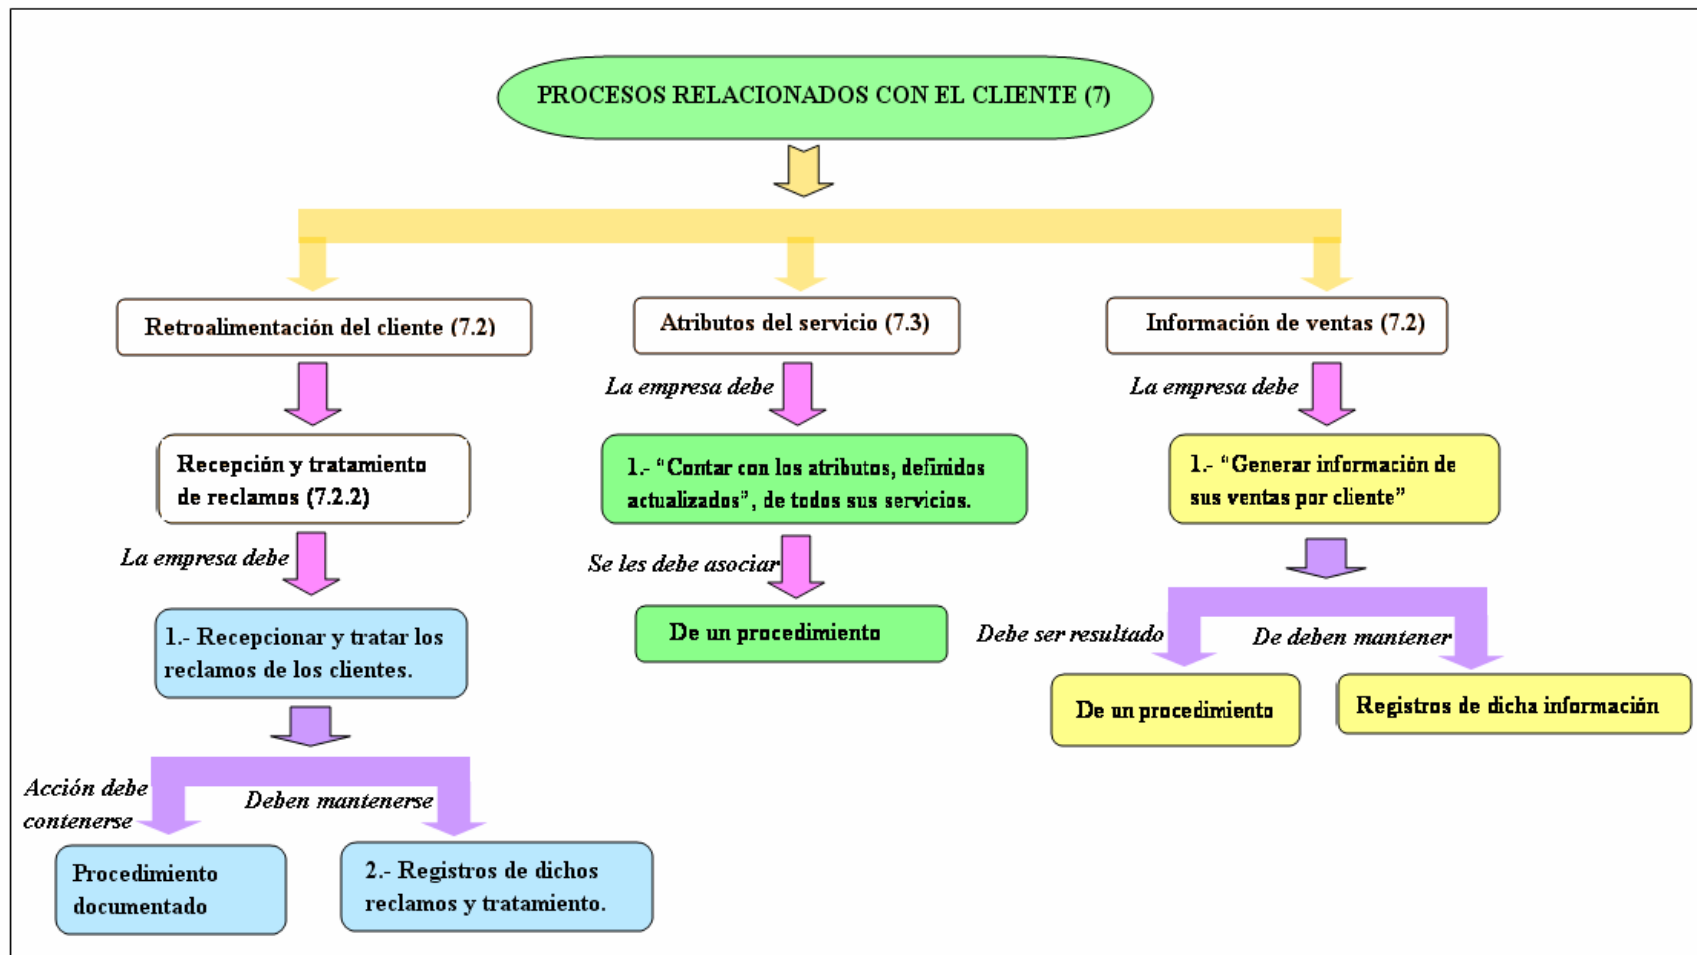 PROCESOS RELACIONADOS CON EL CLIENTE (7)
Retroalimentación del cliente (7.2)
Atributos del servicio (7.3)
Información de ventas (7.2)
La empresa debe
La empresa debe
Recepción y tratamiento
de reclamos (7.2.2)
1.- “Contar con los atributos, definidos
actualizados”, de todos sus servicios.
1.- “Generar información de
sus ventas por cliente”
La empresa debe
Se les debe asociar
1.- Recepcionar y tratar los
reclamos de los clientes.
De un procedimiento
Debe ser resultado
De deben mantener
De un procedimiento
Registros de dicha información
Acción debe
contenerse
Deben mantenerse
Procedimiento
documentado
2.- Registros de dichos
reclamos y tratamiento.